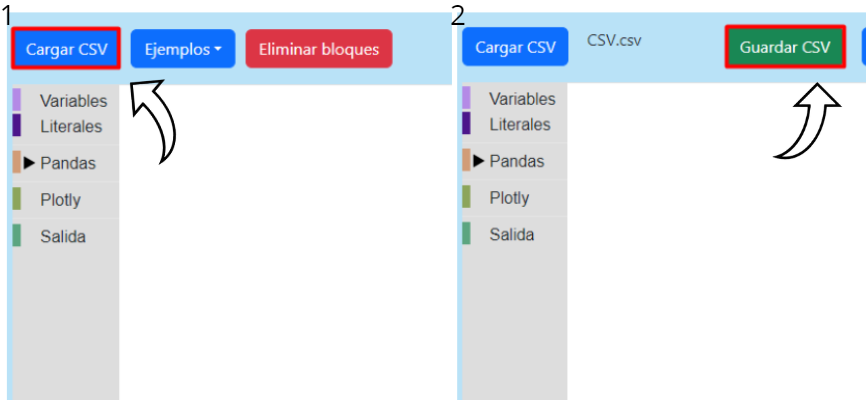 1
Cargar CSV
Ejemplos
Eliminar bloques
Variables
Literales
Pandas
Plotly
Salida
2
Cargar CSV
CSV.csv
Guardar CSV
Variables
Literales
Pandas
Plotly
Salida